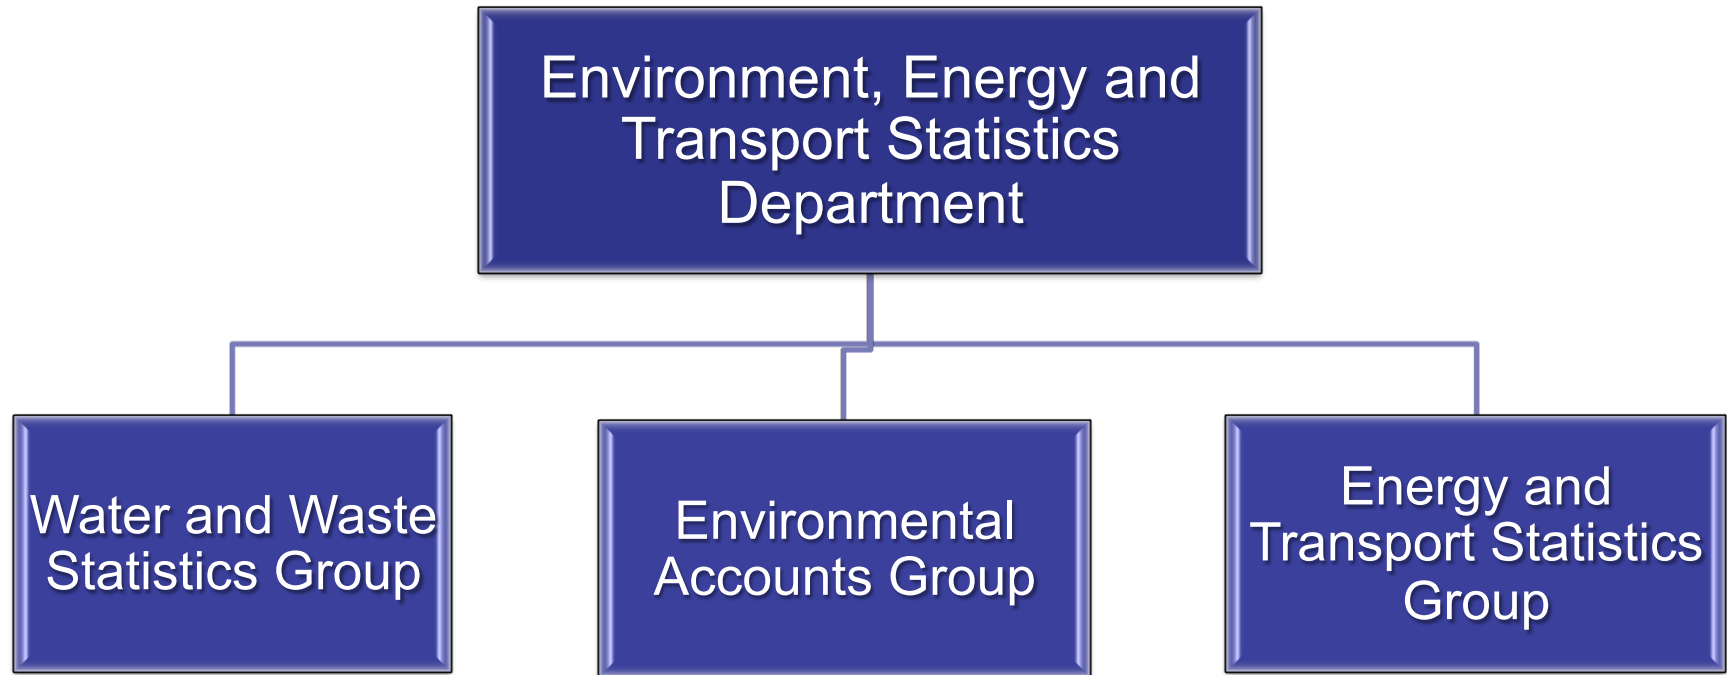 Environment, Energy and
Transport Statistics
Department
Water and Waste
Statistics Group
Environmental
Accounts Group
Energy and
Transport Statistics
Group